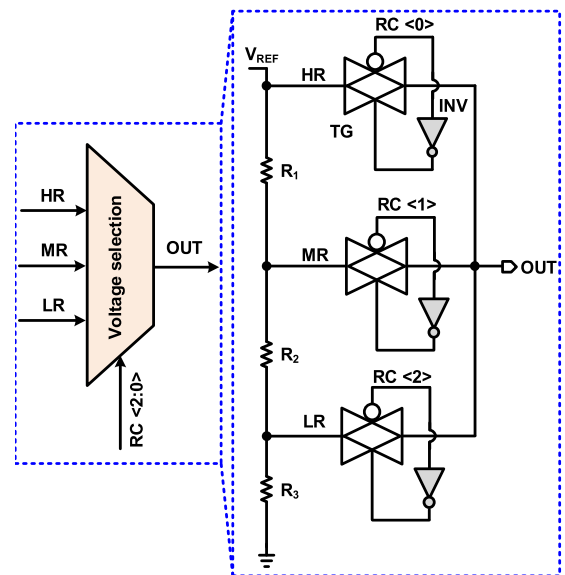 HR
MR
LR
Voltage selection
OUT
RC <2:0>
RC <0>
V_REF
HR
INV
TG
R₁
RC <1>
MR
OUT
R₂
RC <2>
LR
R₃